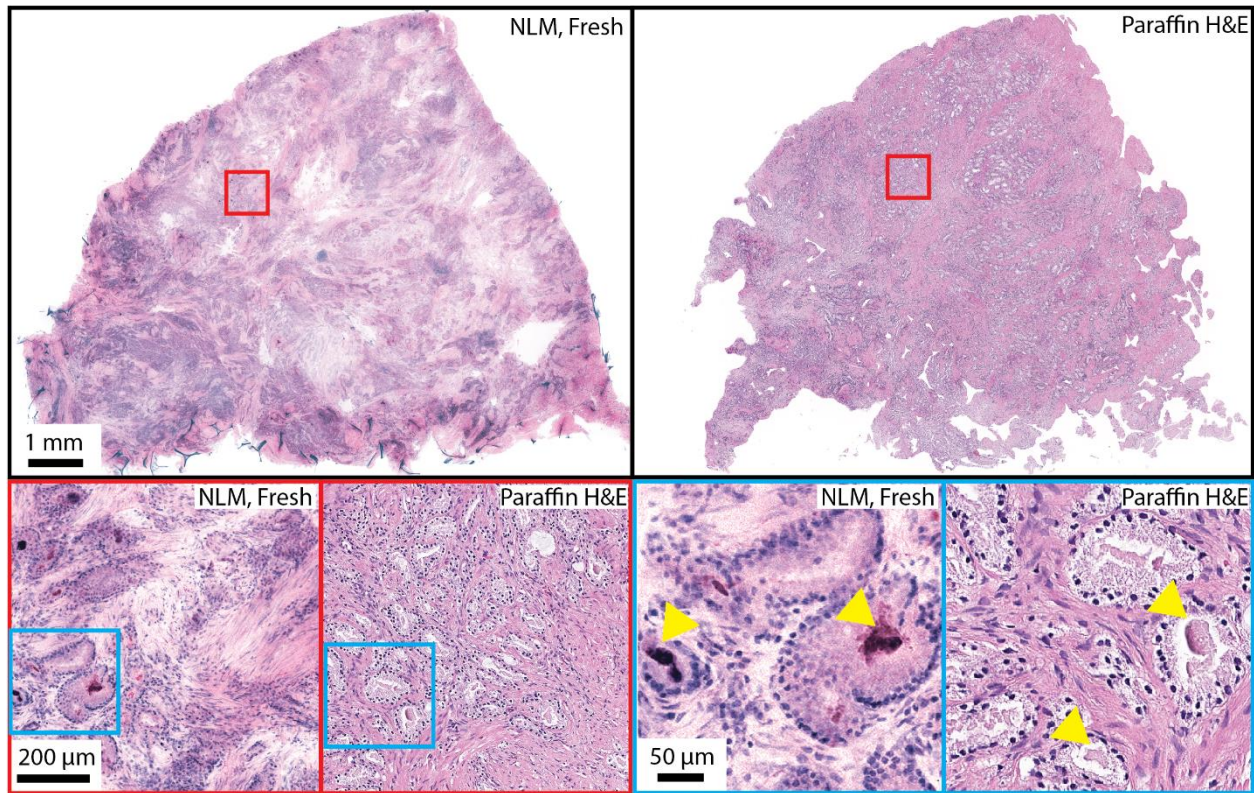 NLM, Fresh
Paraffin H&E
1 mm
NLM, Fresh
Paraffin H&E
NLM, Fresh
Paraffin H&E
200 µm
50 µm